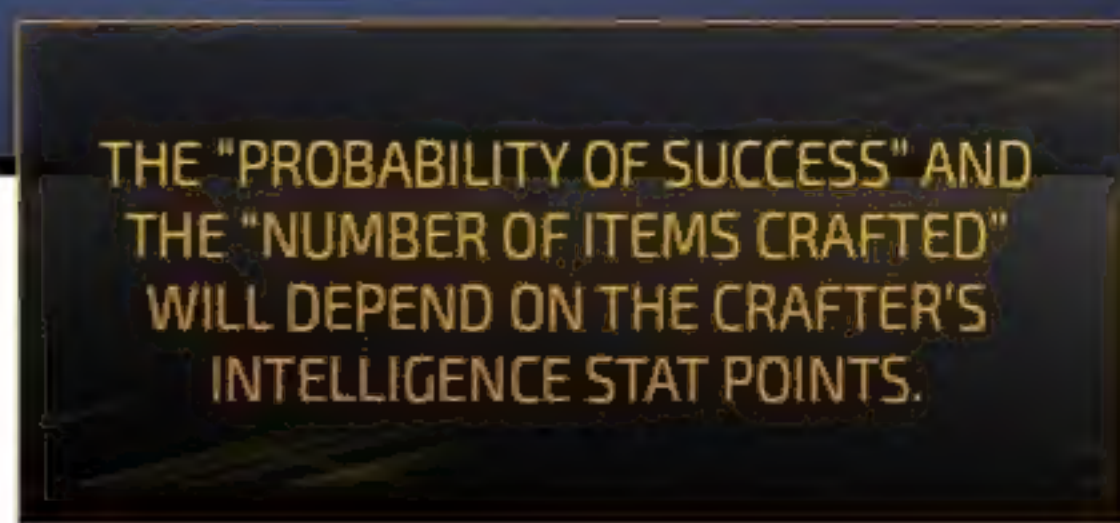 THE "PROBABILITY OF SUCCESS" AND
THE "NUMBER OF ITEMS CRAFTED"
WILL DEPEND ON THE CRAFTER'S
INTELLIGENCE STAT POINTS.